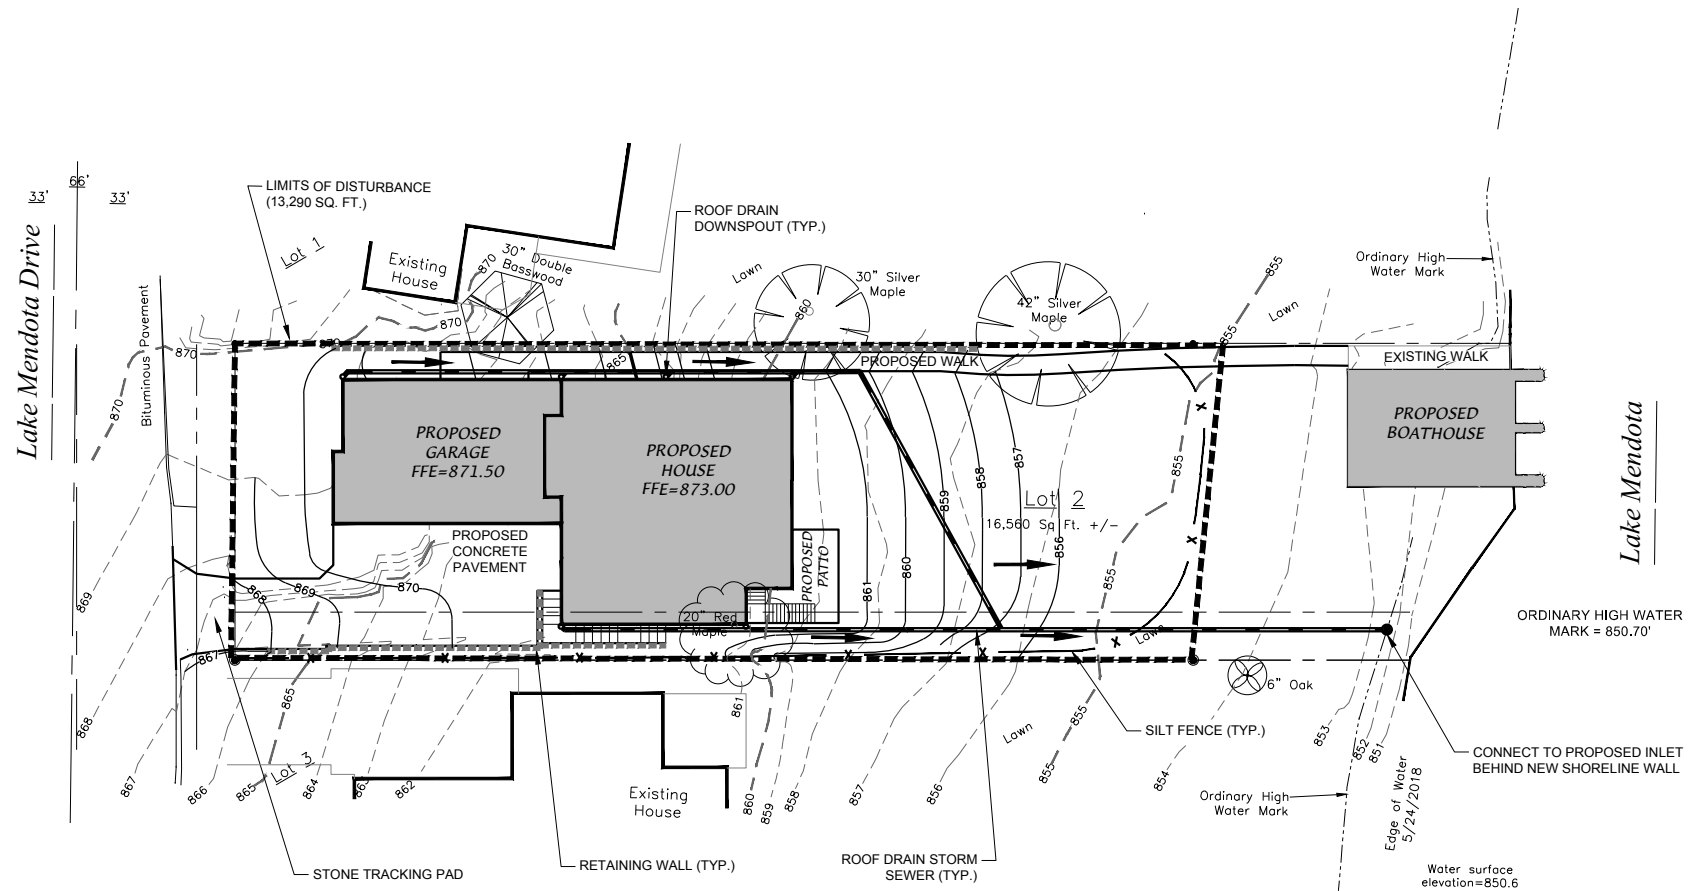 66'
33'
33'
Lake Mendota Drive
Bituminous Pavement
LIMITS OF DISTURBANCE
(13,290 SQ. FT.)
Lot 1
Existing
House
30" Double
Basswood
ROOF DRAIN
DOWNSPOUT (TYP.)
Lawn
30" Silver
Maple
42" Silver
Maple
Lawn
Ordinary High
Water Mark
870
870
870
870
870
865
860
855
855
PROPOSED WALK
EXISTING WALK
PROPOSED
GARAGE
FFE=871.50
PROPOSED
HOUSE
FFE=873.00
PROPOSED
BOATHOUSE
Lake Mendota
861
860
859
858
857
856
855
855
Lot 2
16,560 Sq Ft. +/-
PROPOSED
CONCRETE
PAVEMENT
PROPOSED
PATIO
868
869
870
867
865
20" Red
Maple
Lawn
ORDINARY HIGH WATER
MARK = 850.70'
6" Oak
SILT FENCE (TYP.)
CONNECT TO PROPOSED INLET
BEHIND NEW SHORELINE WALL
Lawn
869
868
867
866
865
864
863
862
861
860
859
858
857
856
855
855
854
853
852
851
Lot 3
Existing
House
Ordinary High
Water Mark
Edge of Water
5/24/2018
STONE TRACKING PAD
RETAINING WALL (TYP.)
ROOF DRAIN STORM
SEWER (TYP.)
Water surface
elevation=850.6